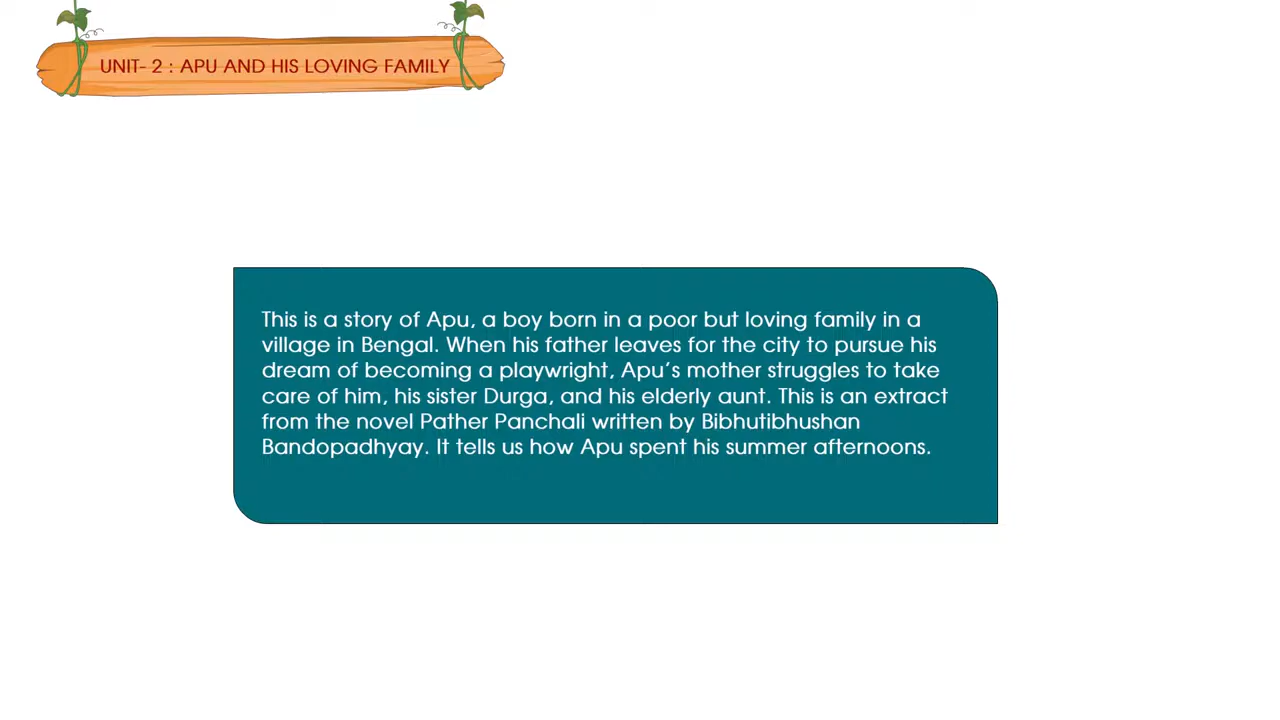 UNIT- 2 : APU AND HIS LOVING FAMILY
This is a story of Apu, a boy born in a poor but loving family in a
village in Bengal. When his father leaves for the city to pursue his
dream of becoming a playwright, Apu’s mother struggles to take
care of him, his sister Durga, and his elderly aunt. This is an extract
from the novel Pather Panchali written by Bibhutibhushan
Bandopadhyay. It tells us how Apu spent his summer afternoons.